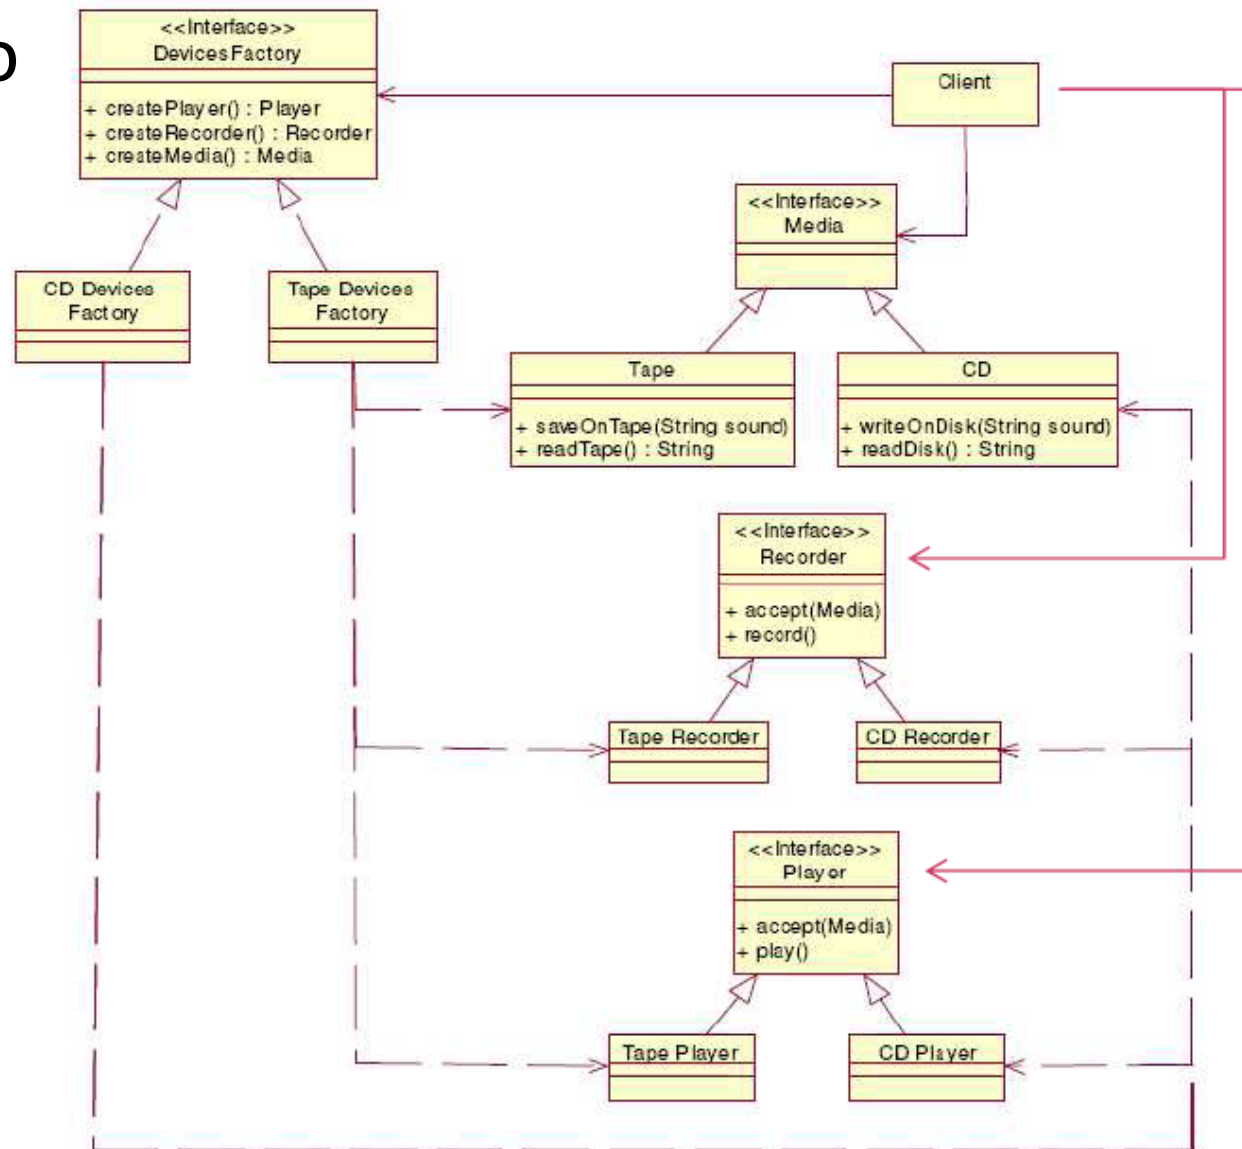 <<Interface>>
DevicesFactory
+ createPlayer() : Player
+ createRecorder() : Recorder
+ createMedia() : Media
Client
<<Interface>>
Media
CD Devices
Factory
Tape Devices
Factory
Tape
+ saveOnTape(String sound)
+ readTape() : String
CD
+ writeOnDisk(String sound)
+ readDisk() : String
<<Interface>>
Recorder
+ accept(Media)
+ record()
Tape Recorder
CD Recorder
<<Interface>>
Player
+ accept(Media)
+ play()
Tape Player
CD Player